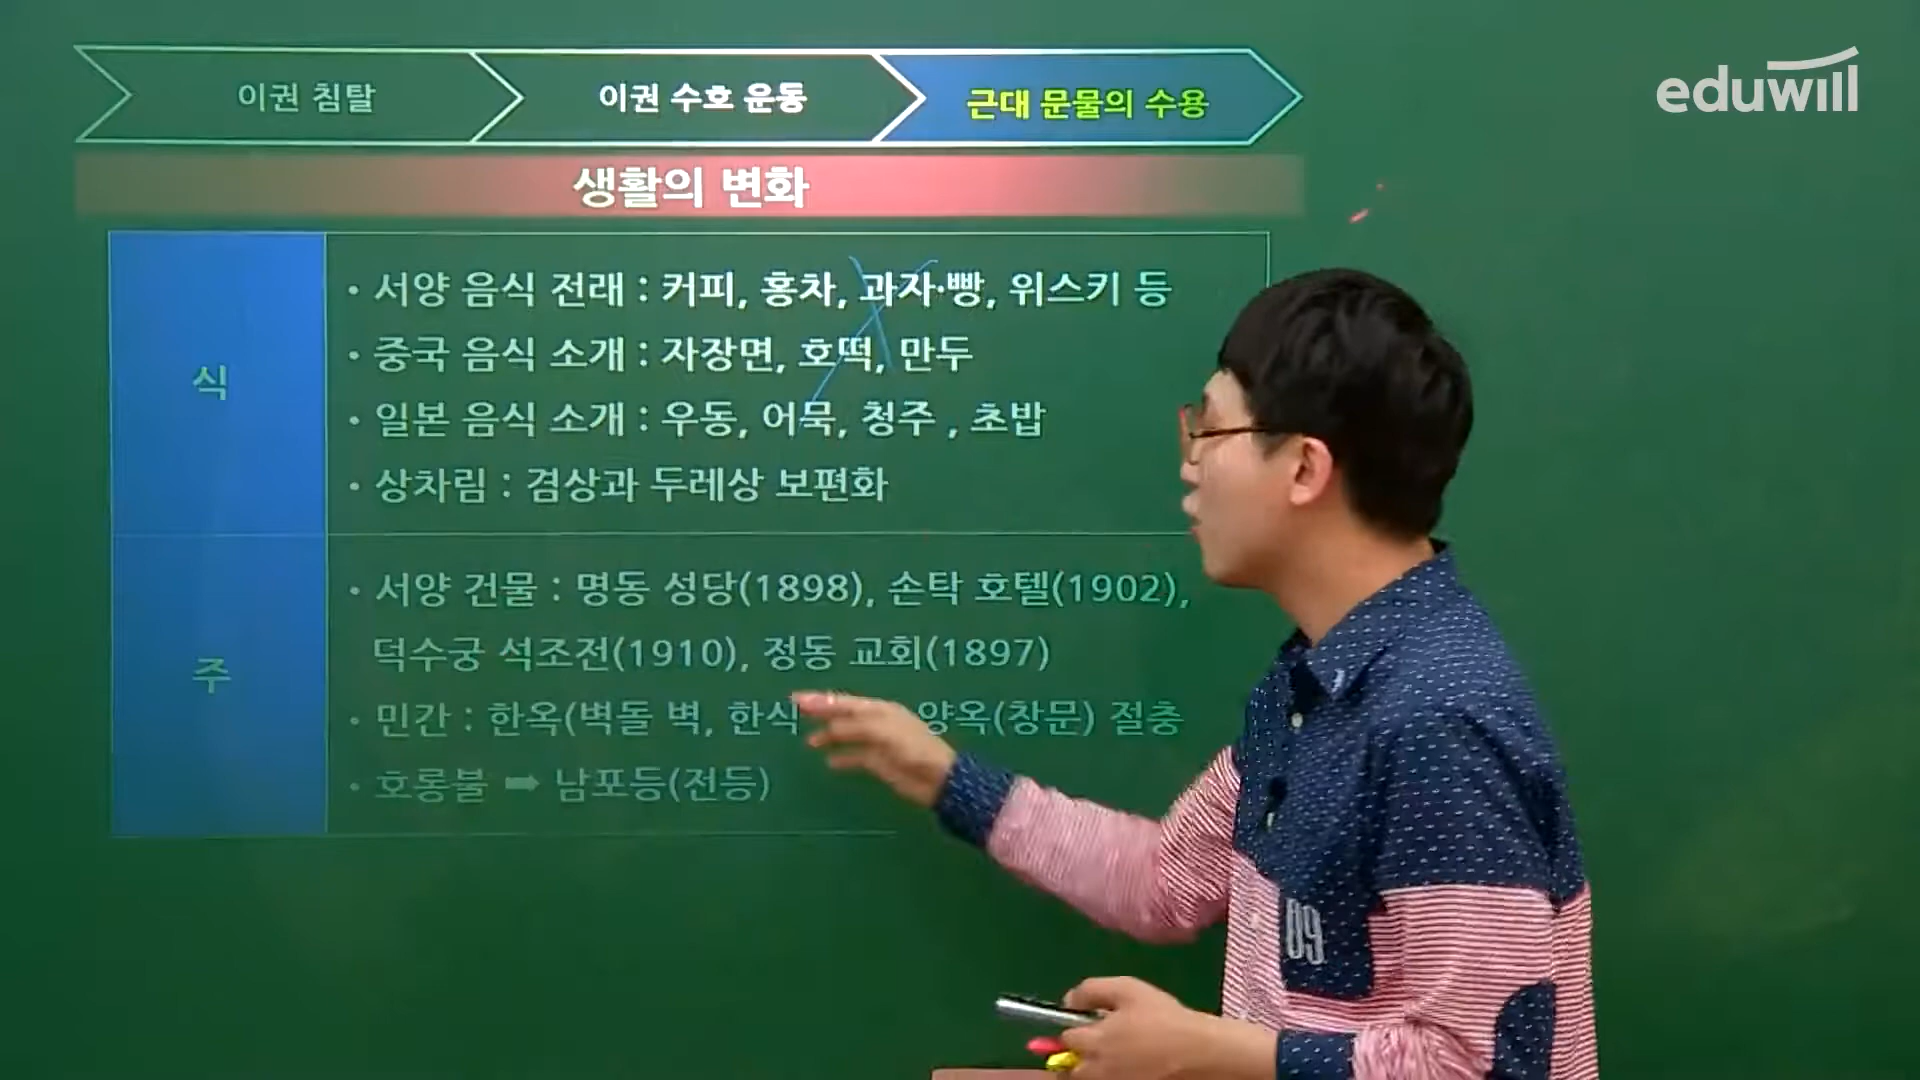 이권 침탈
이권 수호 운동
근대 문물의 수용
eduwill
생활의 변화
식
• 서양 음식 전래 : 커피, 홍차, 과자·빵, 위스키 등
• 중국 음식 소개 : 자장면, 호떡, 만두
• 일본 음식 소개 : 우동, 어묵, 청주 , 초밥
• 상차림 : 겸상과 두레상 보편화
주
• 서양 건물 : 명동 성당(1898), 손탁 호텔(1902),
덕수궁 석조전(1910), 정동 교회(1897)
• 민간 : 한옥(벽돌 벽, 한식 양옥(창문) 절충
• 호롱불 ➡ 남포등(전등)
09